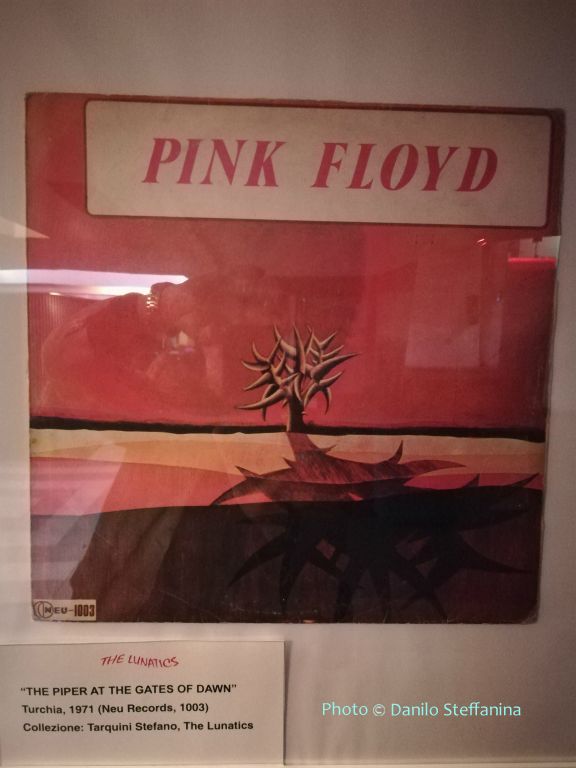 PINK FLOYD
NEU-1003
THE LUNATICS
"THE PIPER AT THE GATES OF DAWN"
Turchia, 1971 (Neu Records, 1003)
Collezione: Tarquini Stefano, The Lunatics
Photo © Danilo Steffanina